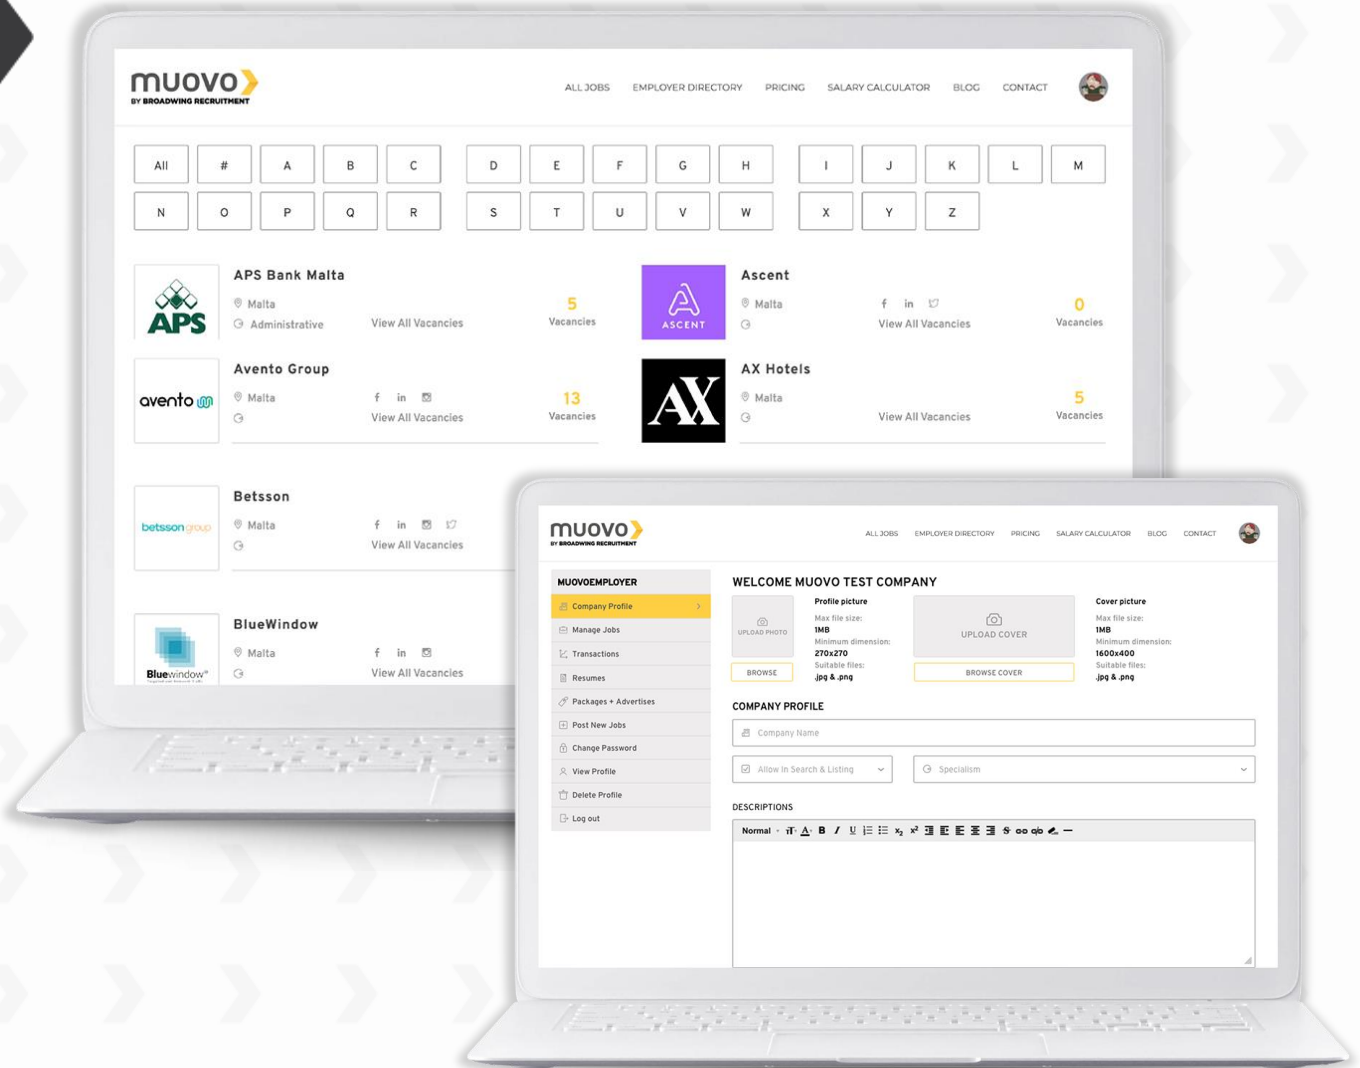 muovo
BY BROADWING RECRUITMENT
ALL JOBS EMPLOYER DIRECTORY PRICING SALARY CALCULATOR BLOG CONTACT
All # A B C D E F G H I J K L M
N O P Q R S T U V W X Y Z
APS
APS Bank Malta
Malta
Administrative View All Vacancies
5
Vacancies
ASCENT
Ascent
Malta
View All Vacancies
0
Vacancies
avento
Avento Group
Malta
View All Vacancies
13
Vacancies
AX
AX Hotels
Malta
View All Vacancies
5
Vacancies
betsson group
Betsson
Malta
View All Vacancies
Bluewindow
BlueWindow
Malta
View All Vacancies
muovo
BY BROADWING RECRUITMENT
ALL JOBS EMPLOYER DIRECTORY PRICING SALARY CALCULATOR BLOG CONTACT
MUOVOEMPLOYER
Company Profile
Manage Jobs
Transactions
Resumes
Packages + Advertises
Post New Jobs
Change Password
View Profile
Delete Profile
Log out
WELCOME MUOVO TEST COMPANY
UPLOAD PHOTO
BROWSE
Profile picture
Max file size:
1MB
Minimum dimension:
270x270
Suitable files:
.jpg & .png
UPLOAD COVER
BROWSE COVER
Cover picture
Max file size:
1MB
Minimum dimension:
1600x400
Suitable files:
.jpg & .png
COMPANY PROFILE
Company Name
Allow In Search & Listing Specialism
DESCRIPTIONS
Normal